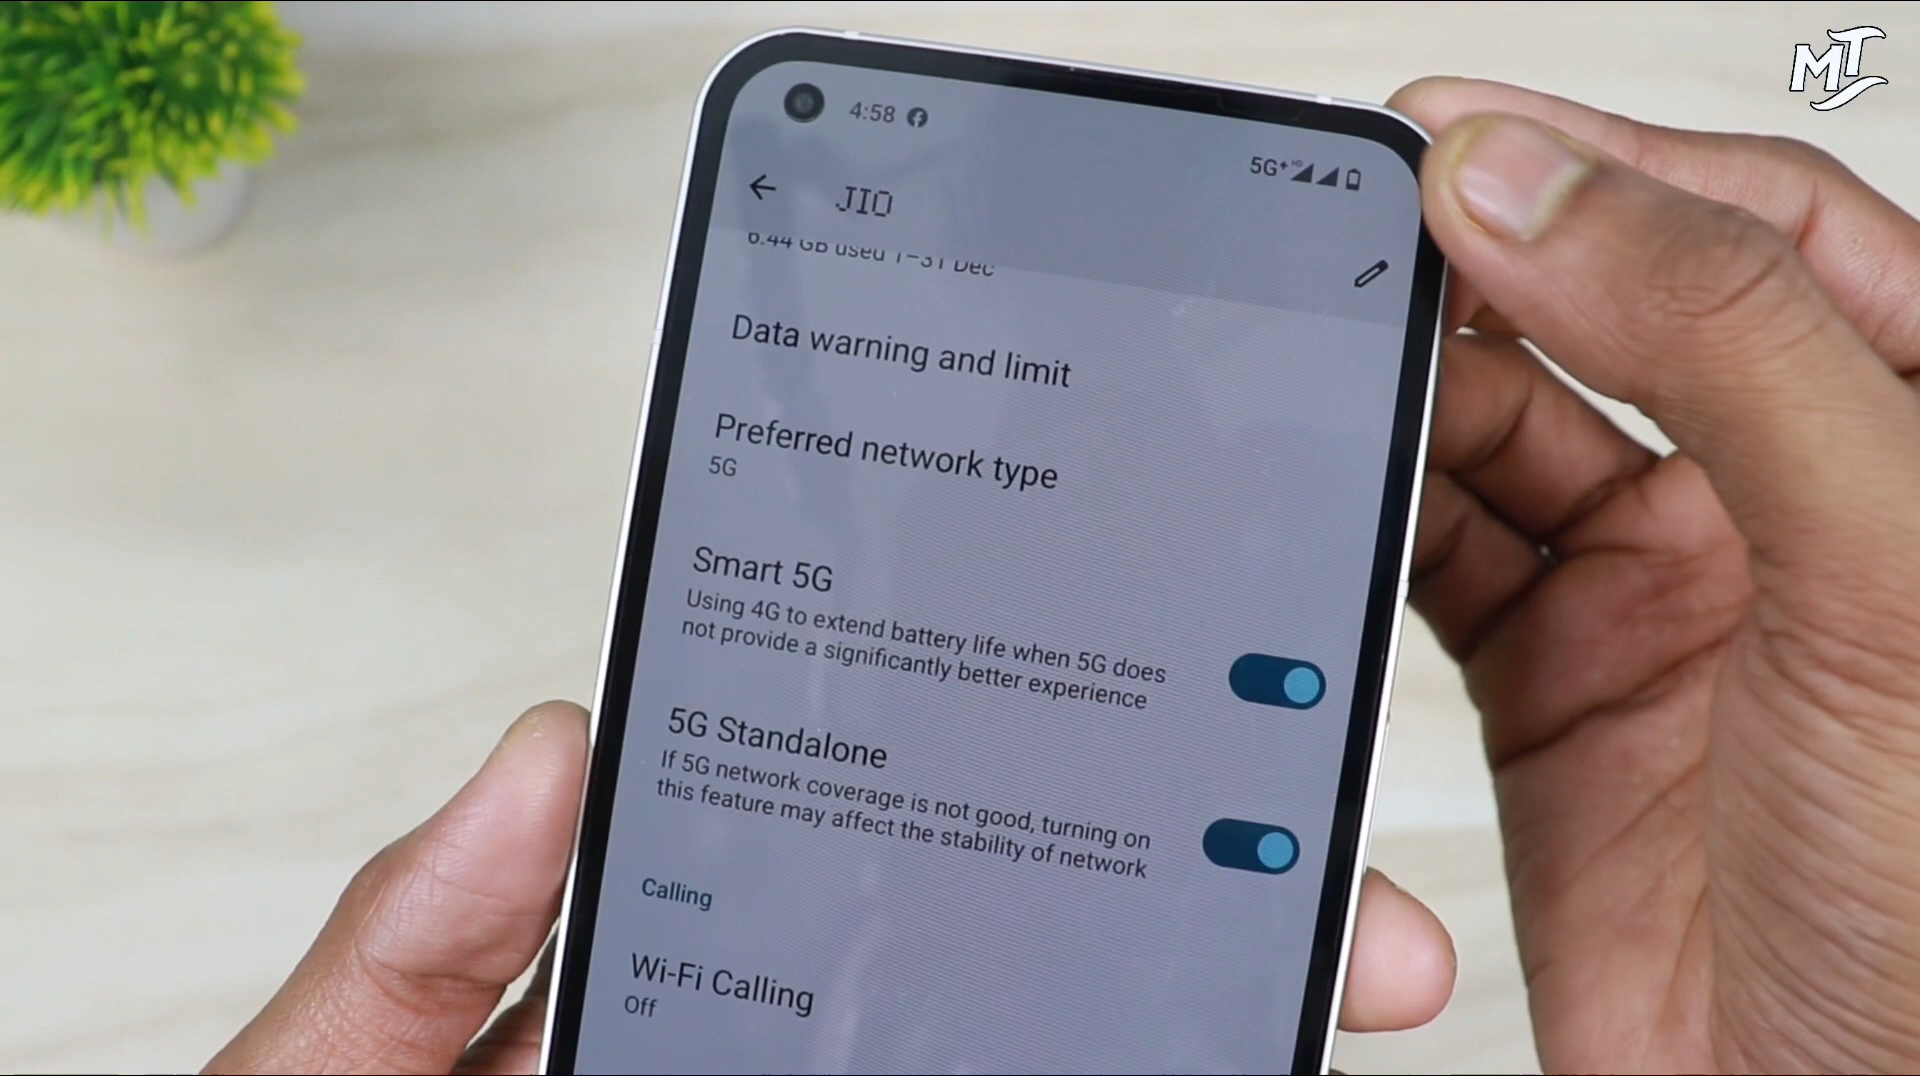 MT
4:58
5G+ HD
JIO
6.44 GB used 1–31 Dec
Data warning and limit
Preferred network type
5G
Smart 5G
Using 4G to extend battery life when 5G does
not provide a significantly better experience
5G Standalone
If 5G network coverage is not good, turning on
this feature may affect the stability of network
Calling
Wi-Fi Calling
Off